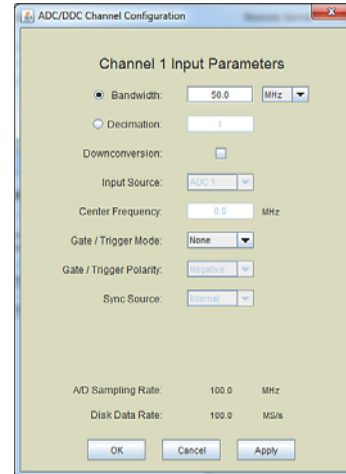 ADC/DDC Channel Configuration
Channel 1 Input Parameters
Bandwidth: 50.0 MHz
Decimation: 1
Downconversion:
Input Source: ADC 1
Center Frequency: 0.0 MHz
Gate / Trigger Mode: None
Gate / Trigger Polarity: Negative
Sync Source: Internal
A/D Sampling Rate: 100.0 MHz
Disk Data Rate: 100.0 MS/s
OK Cancel Apply